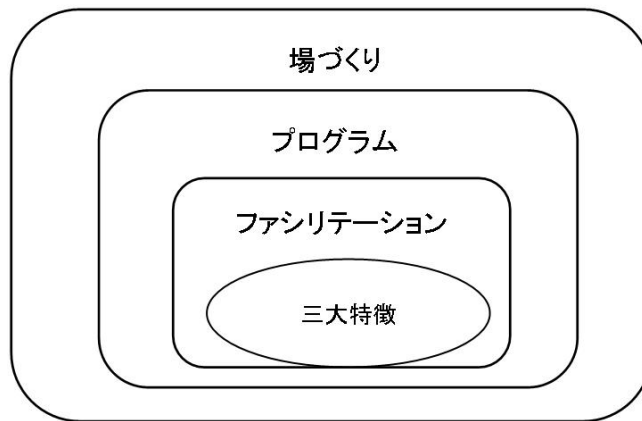 場づくり
プログラム
ファシリテーション
三大特徴